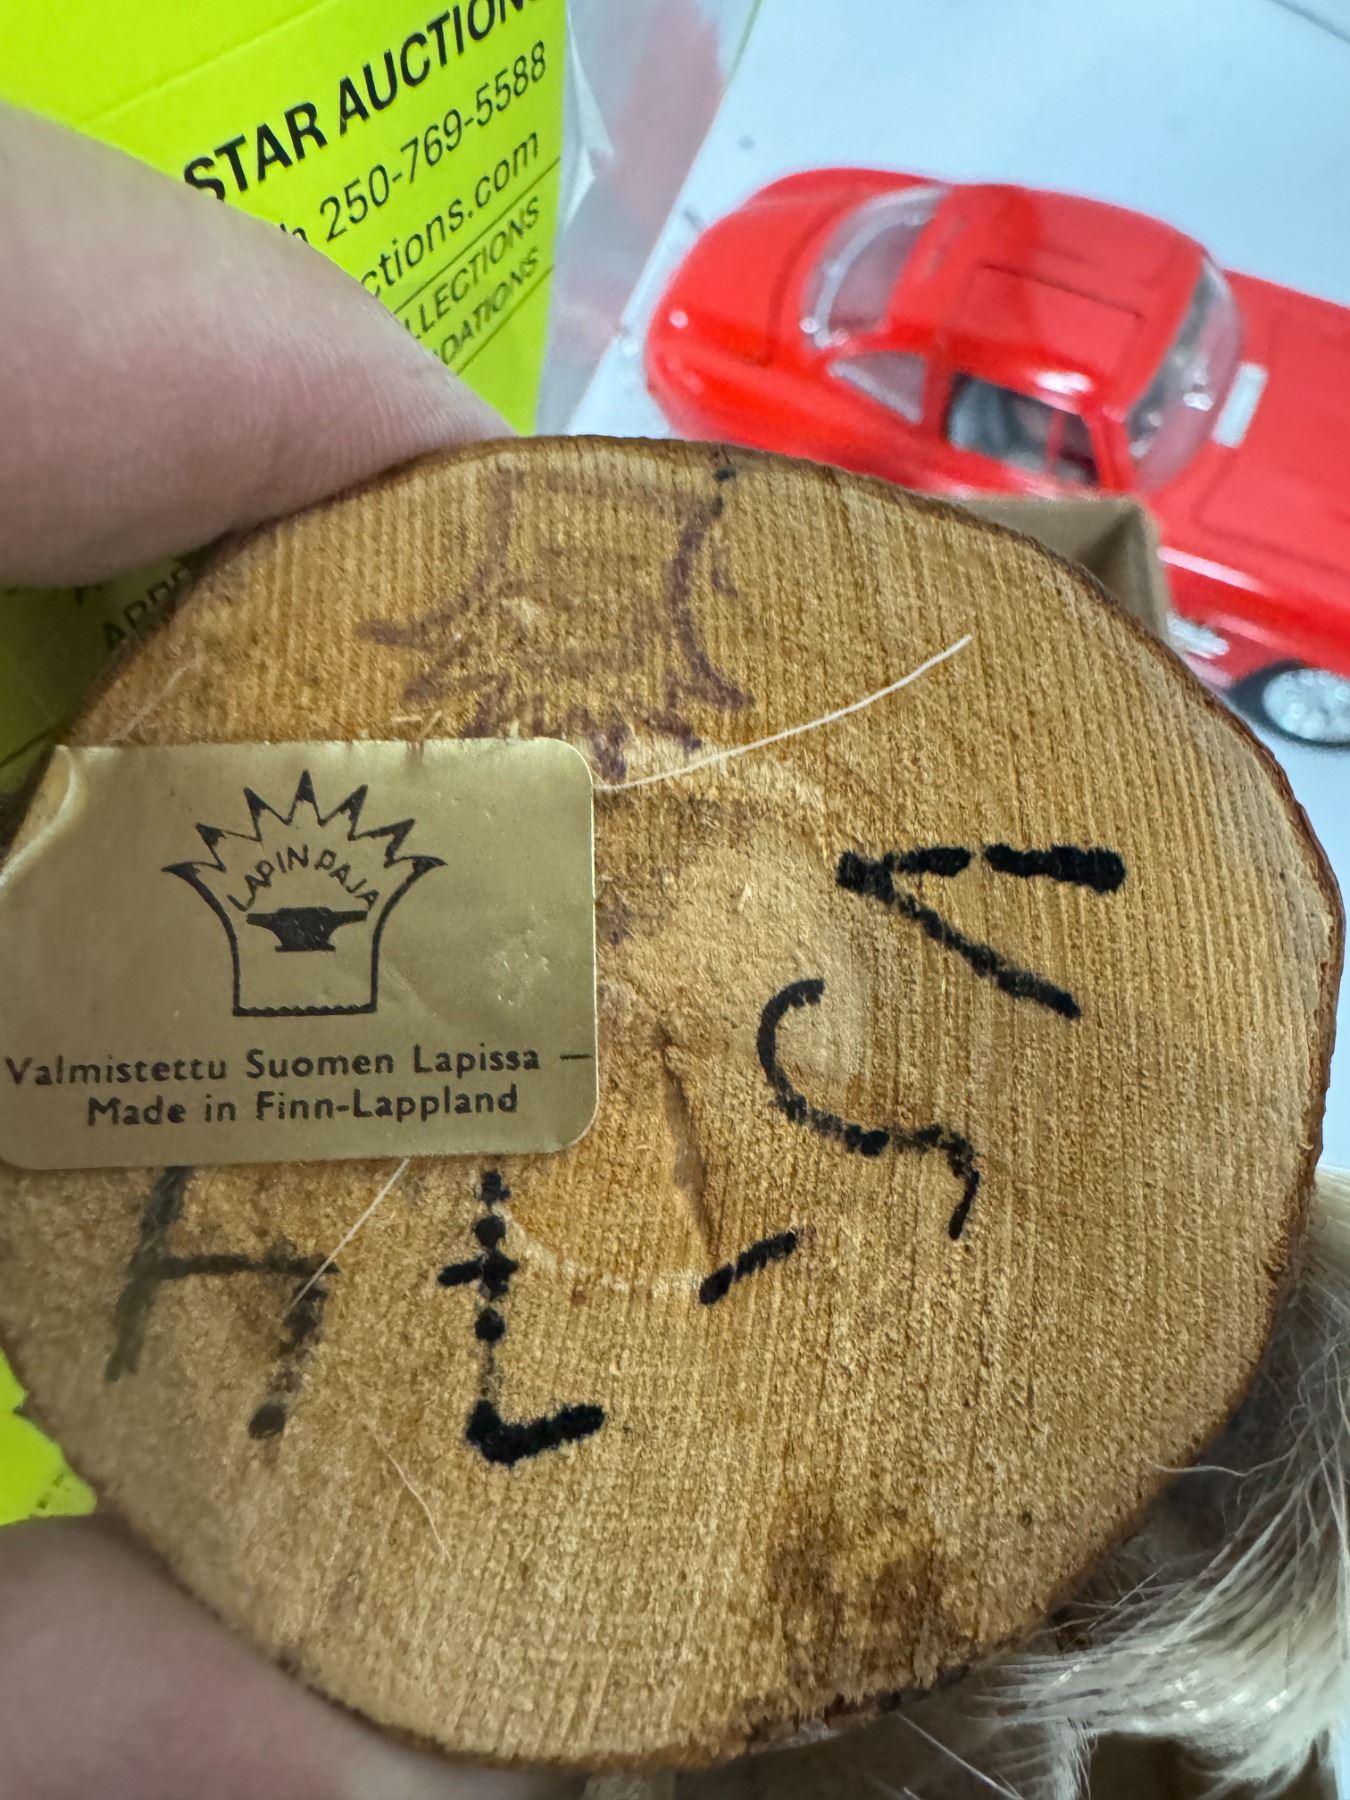 STAR AUCTION
250-769-5588
ctions.com
LLECTIONS
DATIONS
LAPIN PAJA
Valmistettu Suomen Lapissa —
Made in Finn-Lappland